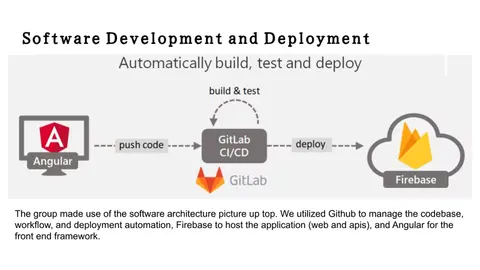 Software Development and Deployment
Automatically build, test and deploy
build & test
Angular
push code
GitLab
CI/CD
deploy
Firebase
GitLab
The group made use of the software architecture picture up top. We utilized Github to manage the codebase,
workflow, and deployment automation, Firebase to host the application (web and apis), and Angular for the
front end framework.